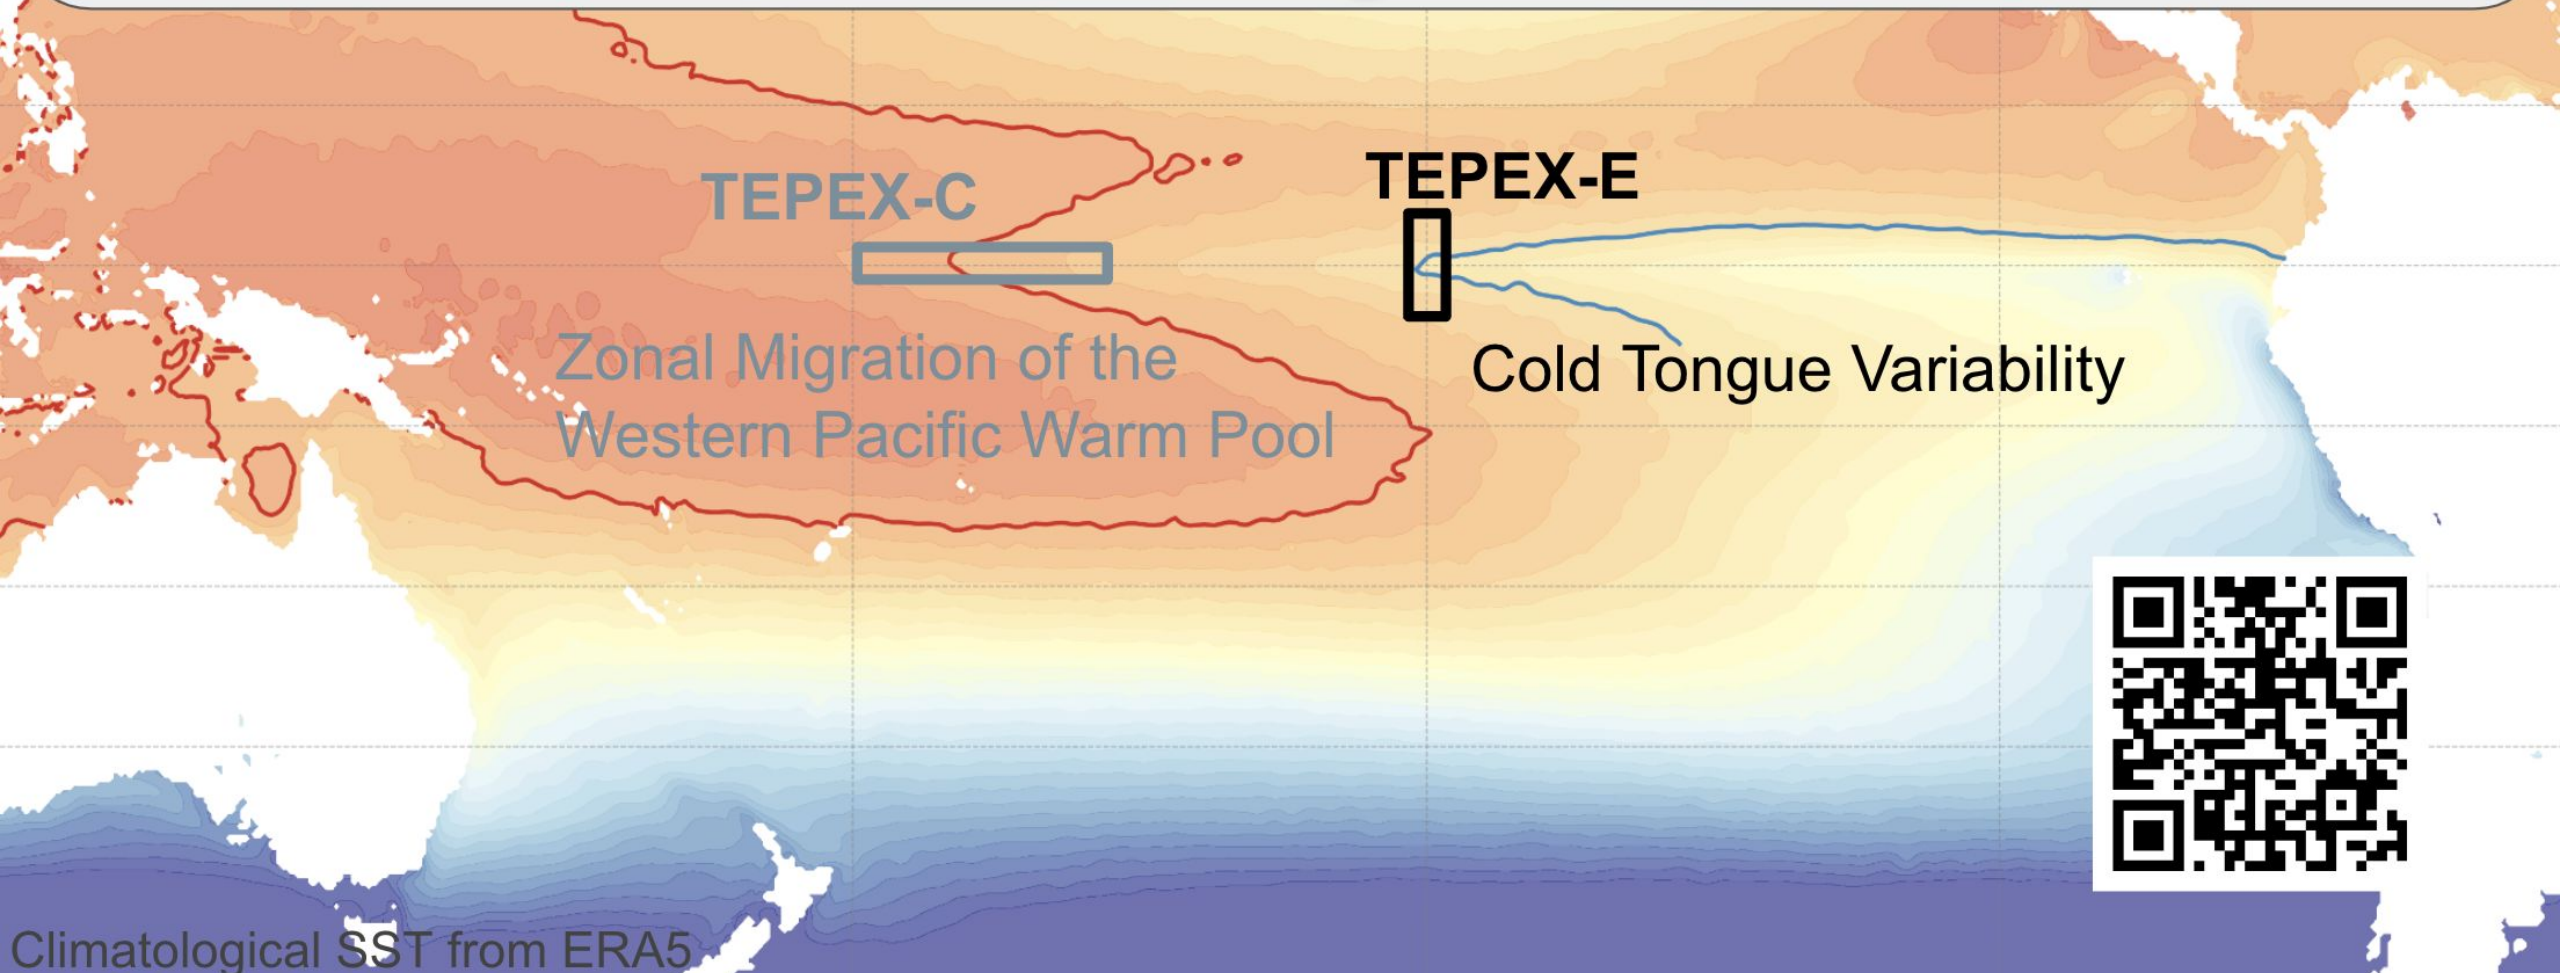 TEPEX-C
TEPEX-E
Zonal Migration of the
Western Pacific Warm Pool
Cold Tongue Variability
Climatological SST from ERA5